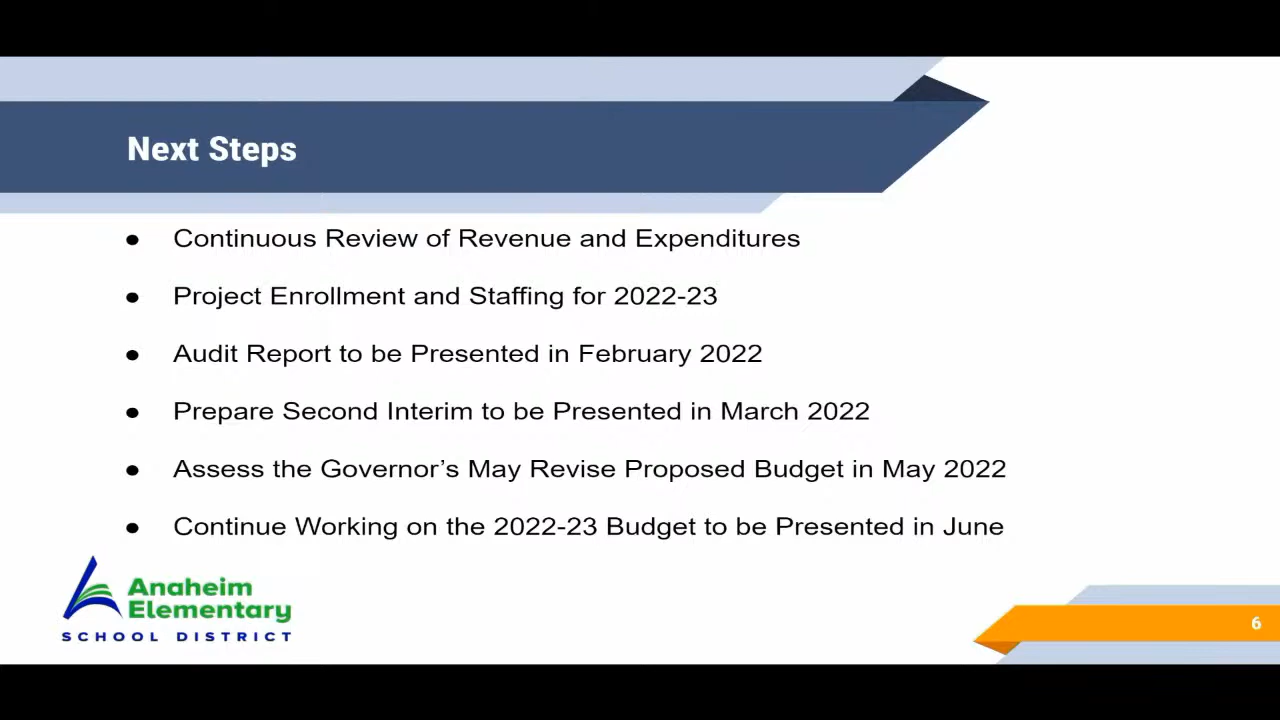 Next Steps
● Continuous Review of Revenue and Expenditures
● Project Enrollment and Staffing for 2022-23
● Audit Report to be Presented in February 2022
● Prepare Second Interim to be Presented in March 2022
● Assess the Governor’s May Revise Proposed Budget in May 2022
● Continue Working on the 2022-23 Budget to be Presented in June
Anaheim
Elementary
SCHOOL DISTRICT
6